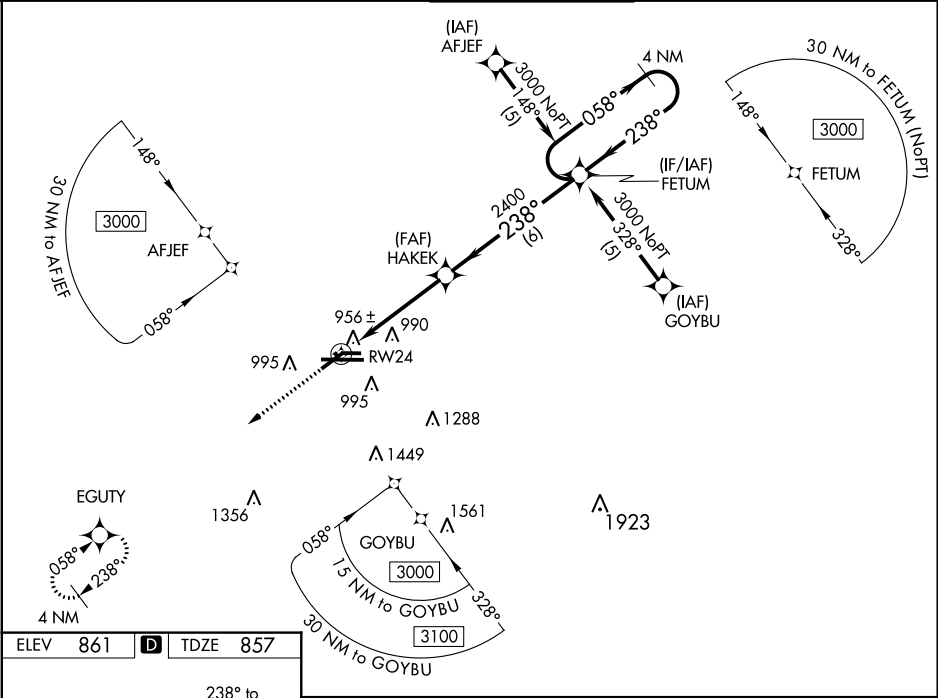 (IAF)
AFJEF
3000 NoPT
148°
(5)
4 NM
058°
238°
30 NM to FETUM (NoPT)
148°
3000
FETUM
328°
(IF/IAF)
FETUM
3000 NoPT
328°
(5)
(IAF)
GOYBU
2400
238°
(6)
(FAF)
HAKEK
148°
30 NM to AFJEF
3000
AFJEF
058°
956 ±
990
995
RW24
995
1288
1449
1356
1561
1923
EGUTY
058°
238°
4 NM
058°
GOYBU
3000
15 NM to GOYBU
328°
3100
30 NM to GOYBU
ELEV 861 D TDZE 857
238° to